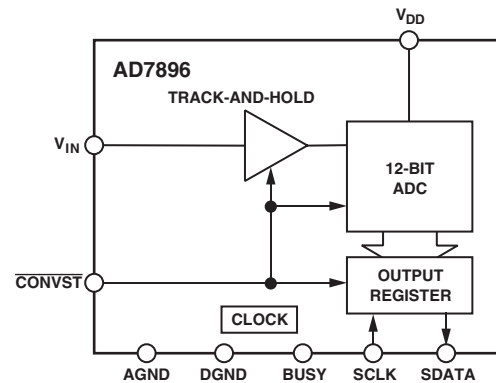 V_DD
AD7896
TRACK-AND-HOLD
V_IN
12-BIT
ADC
CONVST
OUTPUT
REGISTER
CLOCK
AGND DGND BUSY SCLK SDATA